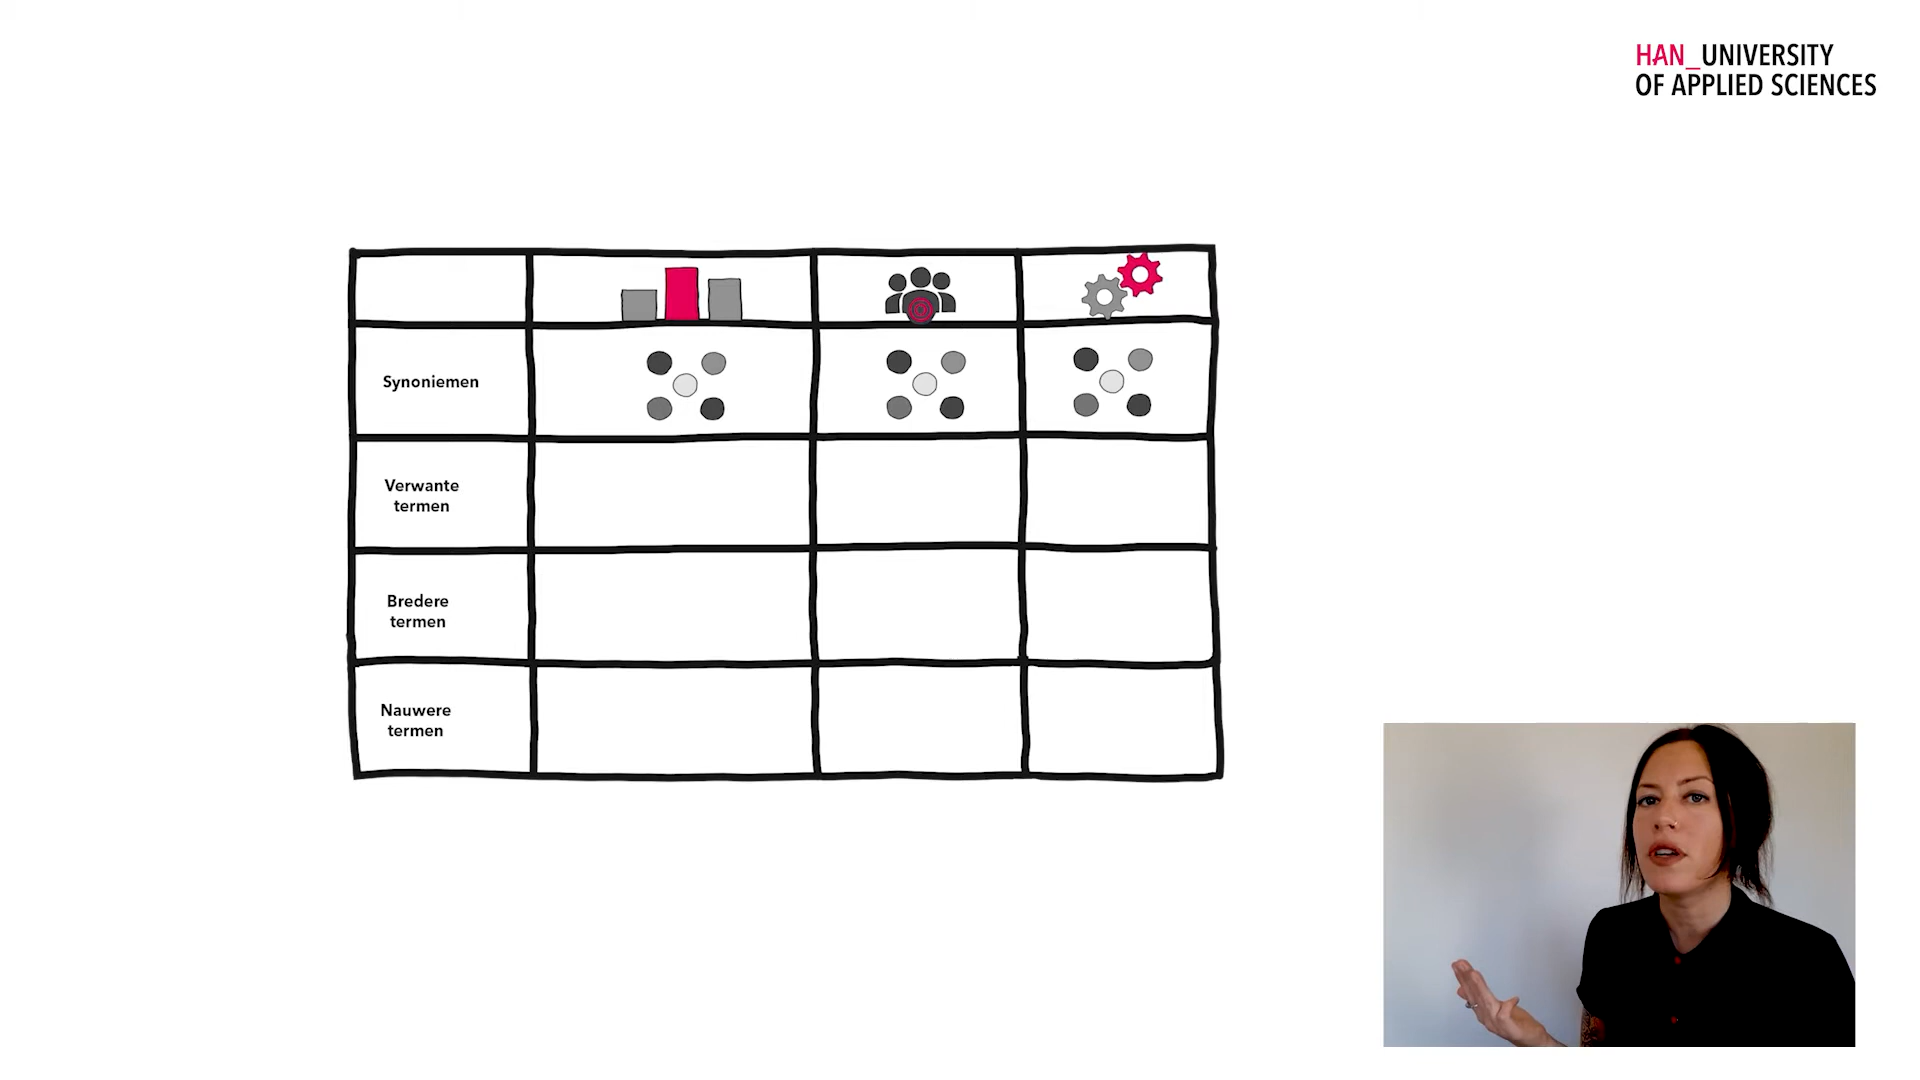 HAN_UNIVERSITY
OF APPLIED SCIENCES
Synoniemen
Verwante
termen
Bredere
termen
Nauwere
termen